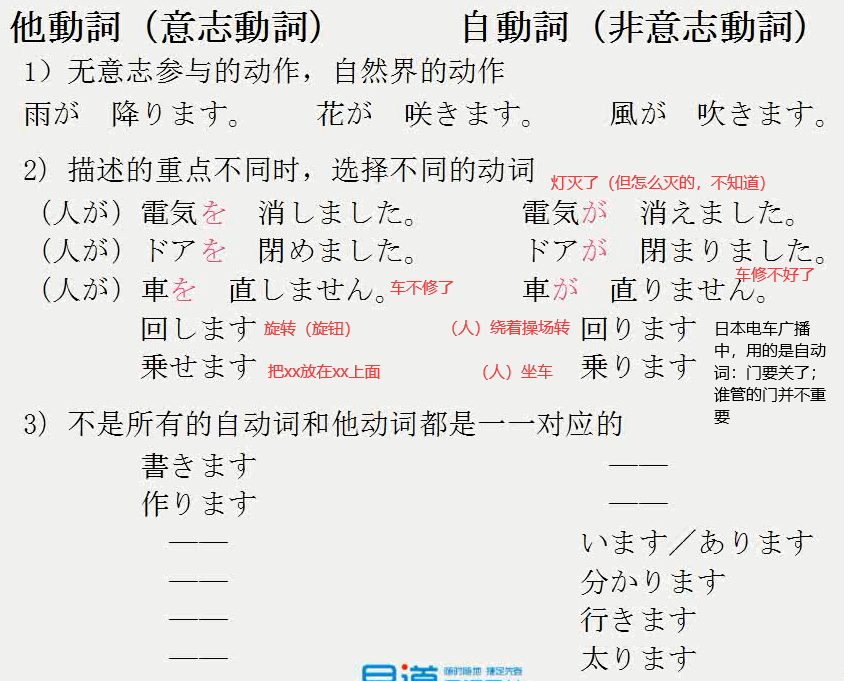 他動詞（意志動詞） 自動詞（非意志動詞）
1）无意志参与的动作，自然界的动作
雨が 降ります。 花が 咲きます。 風が 吹きます。
2）描述的重点不同时，选择不同的动词
灯灭了（但怎么灭的，不知道）
（人が）電気を 消しました。 電気が 消えました。
（人が）ドアを 閉めました。 ドアが 閉まりました。
（人が）車を 直しません。车不修了 車が 直りません。车修不好了
回します 旋转（旋钮） （人）绕着操场转 回ります
乗せます 把xx放在xx上面 （人）坐车 乗ります
日本电车广播
中，用的是自动
词：门要关了；
谁管的门并不重
要
3）不是所有的自动词和他动词都是一一对应的
書きます ——
作ります ——
—— います／あります
—— 分かります
—— 行きます
—— 太ります